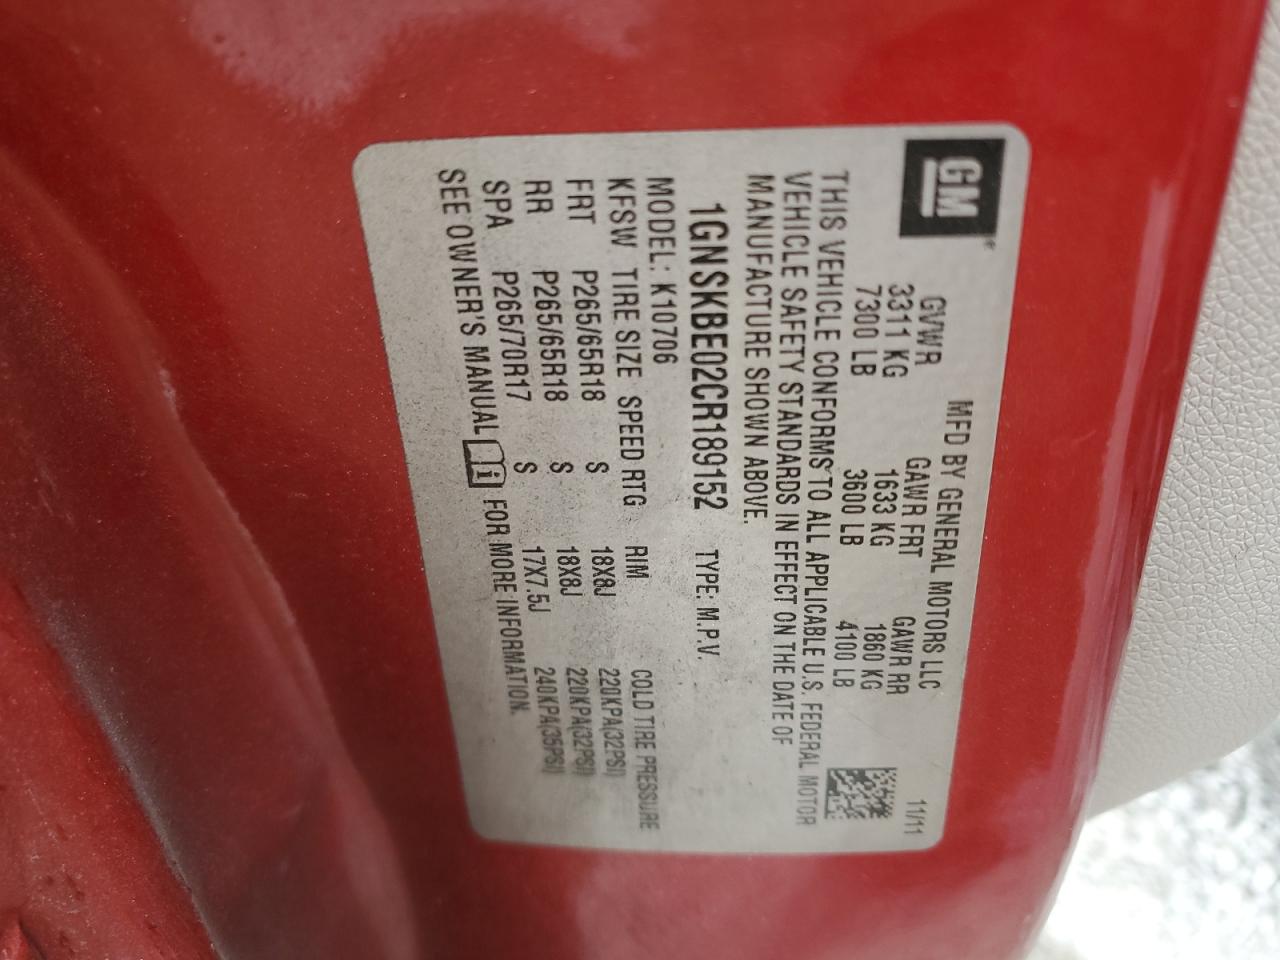 GM
MFD BY GENERAL MOTORS LLC 11/11
GVWR GAWR FRT GAWR RR
3311 KG 1633 KG 1860 KG
7300 LB 3600 LB 4100 LB
THIS VEHICLE CONFORMS TO ALL APPLICABLE U.S. FEDERAL MOTOR
VEHICLE SAFETY STANDARDS IN EFFECT ON THE DATE OF
MANUFACTURE SHOWN ABOVE.
1GNSKBE02CR189152 TYPE: M.P.V.
MODEL: K10706
KFSW TIRE SIZE SPEED RTG RIM COLD TIRE PRESSURE
FRT P265/65R18 S 18X8J 220KPA(32PSI)
RR P265/65R18 S 18X8J 220KPA(32PSI)
SPA P265/70R17 S 17X7.5J 240KPA(35PSI)
SEE OWNER'S MANUAL i FOR MORE INFORMATION.